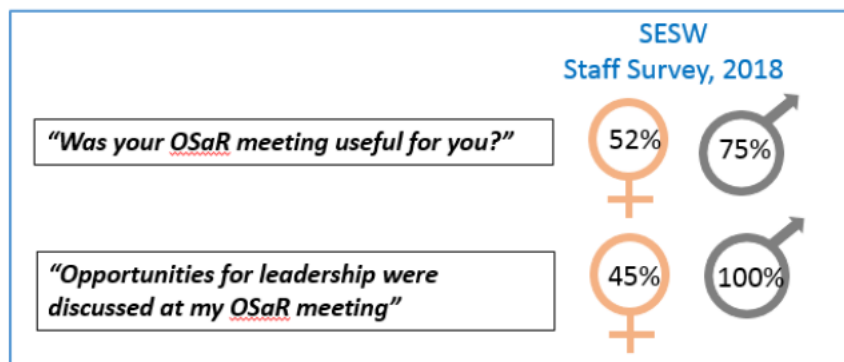 SESW
Staff Survey, 2018
“Was your OSaR meeting useful for you?”
52%
75%
“Opportunities for leadership were
discussed at my OSaR meeting”
45%
100%